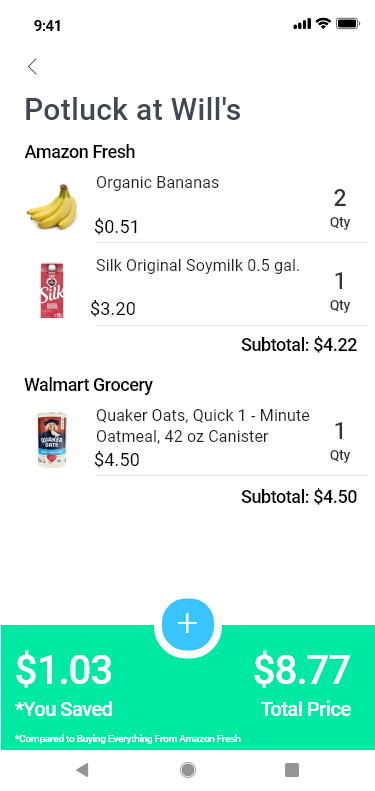 9:41
Potluck at Will's
Amazon Fresh
Organic Bananas
2
Qty
$0.51
Silk Original Soymilk 0.5 gal.
1
Qty
$3.20
Subtotal: $4.22
Walmart Grocery
Quaker Oats, Quick 1 - Minute
Oatmeal, 42 oz Canister
1
Qty
$4.50
Subtotal: $4.50
Silk
QUAKER
OATS
+
$1.03
$8.77
*You Saved
Total Price
*Compared to Buying Everything From Amazon Fresh